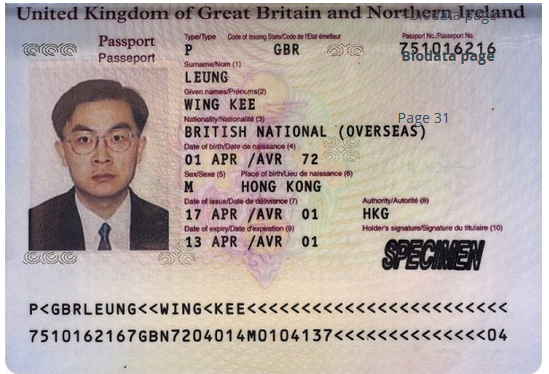 United Kingdom of Great Britain and Northern Ireland
Biodata page
Passport
Passeport
Type/Type Code of Issuing State/Code de l'Etat émetteur Passport No./Passeport No.
P GBR 751016216
Biodata page
Surname/Nom (1)
LEUNG
Given names/Prénoms(2)
WING KEE
Nationality/Nationalité (3)
Page 31
BRITISH NATIONAL (OVERSEAS)
Date of birth/Date de naissance (4)
01 APR /AVR 72
Sex/Sexe (5) Place of birth/Lieu de naissance (6)
M HONG KONG
Date of issue/Date de délivrance (7) Authority/Autorité (8)
17 APR /AVR 01 HKG
Date of expiry/Date d'expiration (9) Holder's signature/Signature du titulaire (10)
13 APR /AVR 01
SPECIMEN
P<GBRLEUNG<<WING<KEE<<<<<<<<<<<<<<<<<<<<<<<<
7510162167GBN7204014M0104137<<<<<<<<<<<<<<04